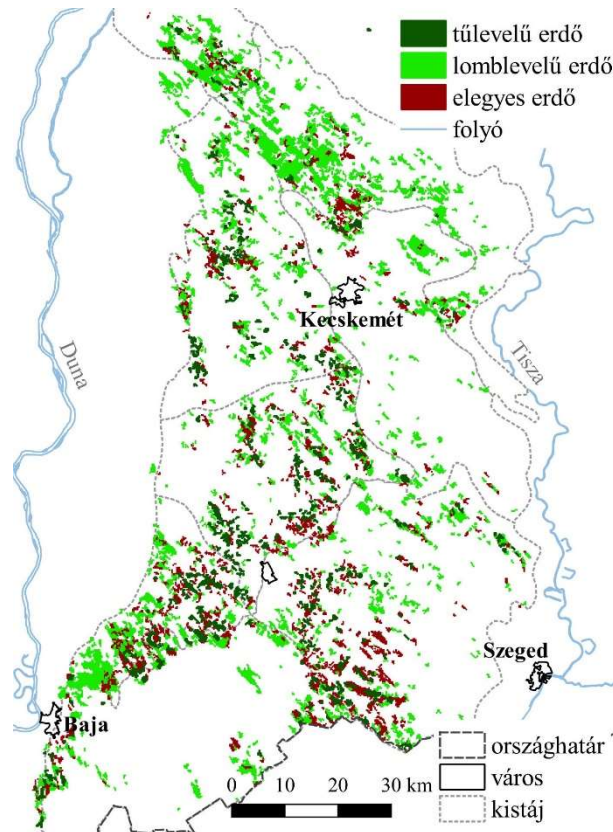 tűlevelű erdő
lomblevelű erdő
elegyes erdő
folyó
Kecskemét
Duna
Tisza
Szeged
Baja
országhatár
város
kistáj
0 10 20 30 km